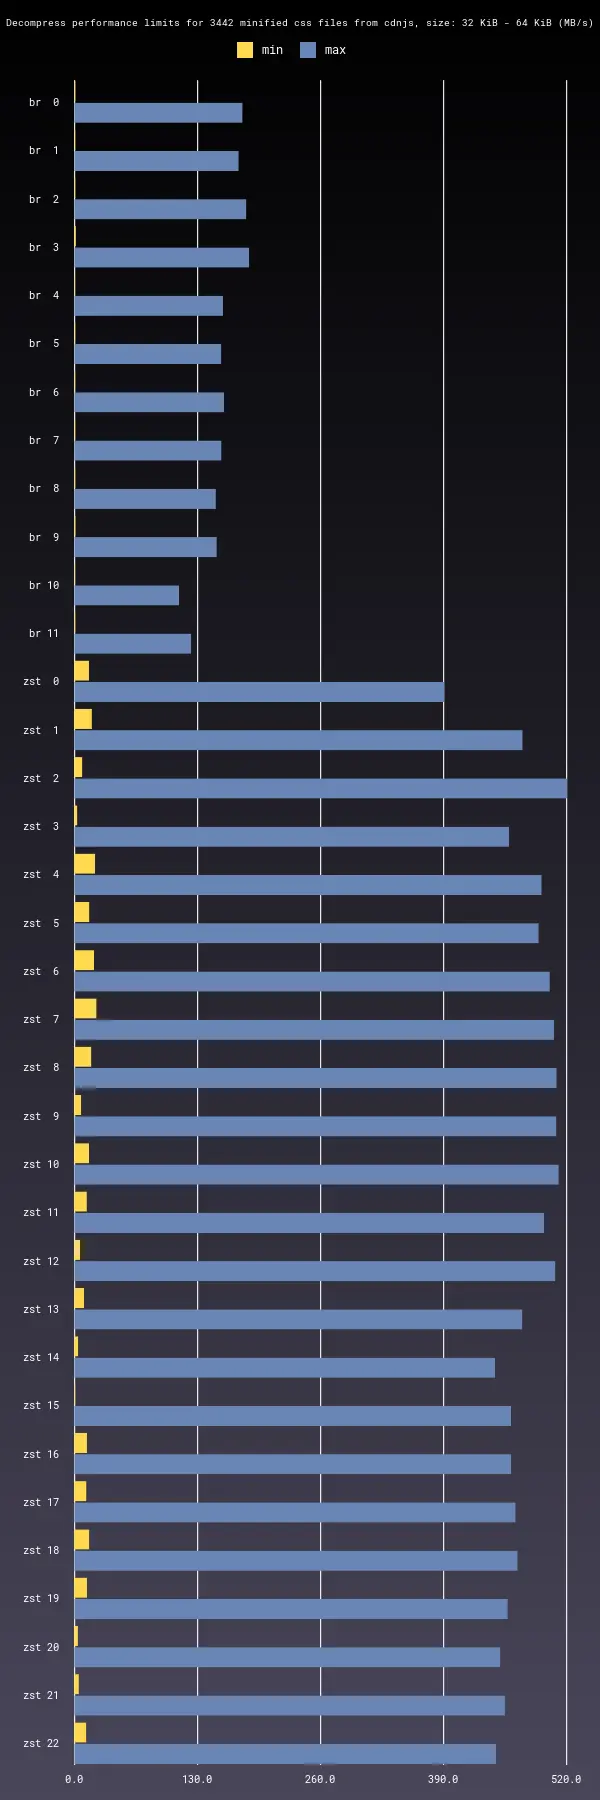 Decompress performance limits for 3442 minified css files from cdnjs, size: 32 KiB - 64 KiB (MB/s)
min max
br 0
br 1
br 2
br 3
br 4
br 5
br 6
br 7
br 8
br 9
br 10
br 11
zst 0
zst 1
zst 2
zst 3
zst 4
zst 5
zst 6
zst 7
zst 8
zst 9
zst 10
zst 11
zst 12
zst 13
zst 14
zst 15
zst 16
zst 17
zst 18
zst 19
zst 20
zst 21
zst 22
0.0 130.0 260.0 390.0 520.0